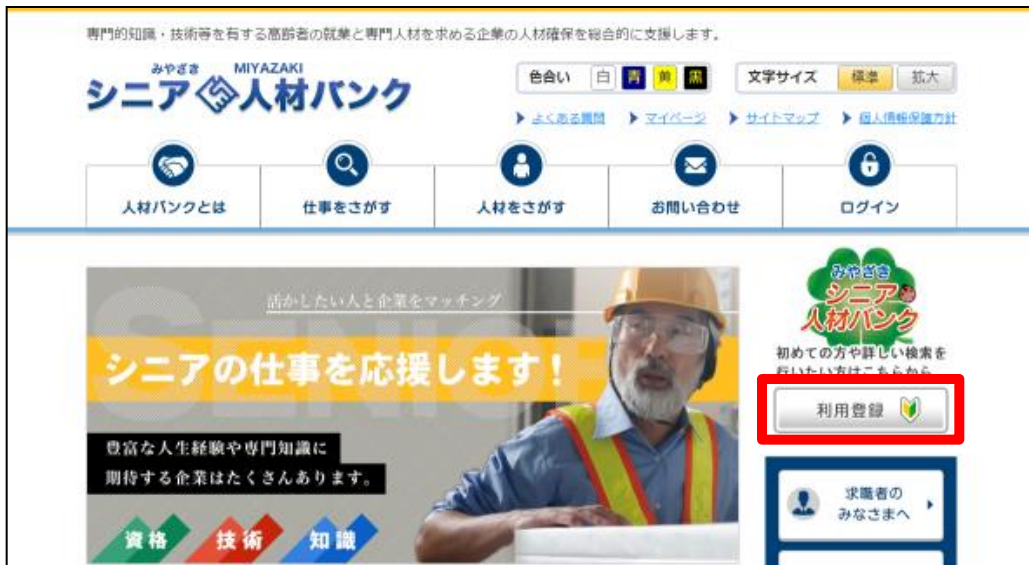 専門的知識・技術等を有する高齢者の就業と専門人材を求める企業の人材確保を総合的に支援します。
みやざき MIYAZAKI
シニア人材バンク
色合い 白 青 黄 黒 文字サイズ 標準 拡大
よくある質問 マイページ サイトマップ 個人情報保護方針
人材バンクとは 仕事をさがす 人材をさがす お問い合わせ ログイン
SENIOR
活かしたい人と企業をマッチング
シニアの仕事を応援します！
豊富な人生経験や専門知識に
期待する企業はたくさんあります。
資格 技術 知識
みやざき
シニア
人材バンク
初めての方や詳しい検索を
行いたい方はこちらから
利用登録
求職者の
みなさまへ